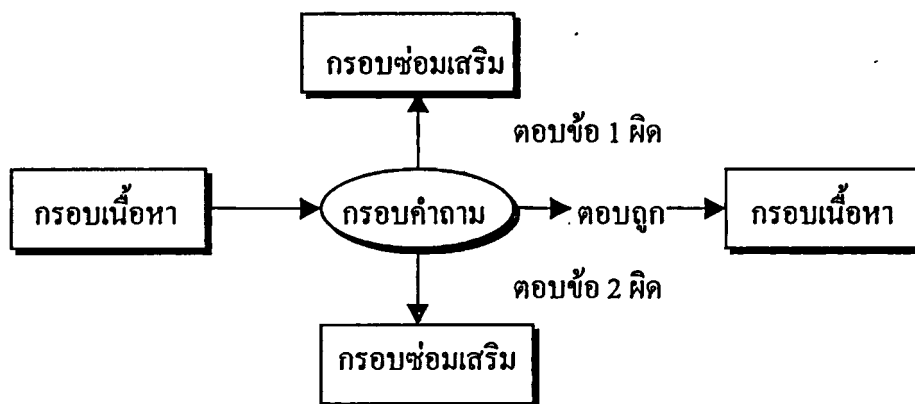 กรอบซ่อมเสริม
ตอบข้อ 1 ผิด
กรอบเนื้อหา
กรอบคำถาม
ตอบถูก
กรอบเนื้อหา
ตอบข้อ 2 ผิด
กรอบซ่อมเสริม